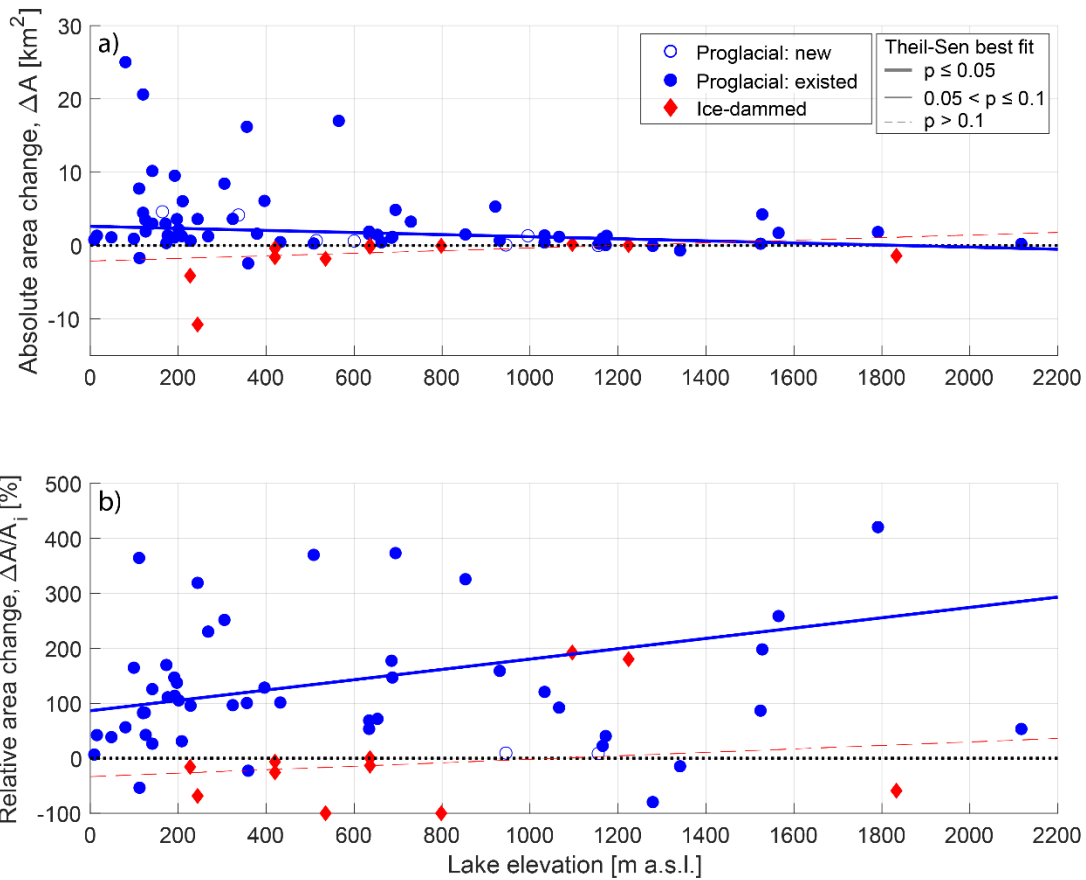 a)
Absolute area change, ΔA [km²]
30
20
10
0
-10
Proglacial: new
Proglacial: existed
Ice-dammed
Theil-Sen best fit
p ≤ 0.05
0.05 < p ≤ 0.1
p > 0.1
0 200 400 600 800 1000 1200 1400 1600 1800 2000 2200
b)
Relative area change, ΔA/Aᵢ [%]
500
400
300
200
100
0
-100
0 200 400 600 800 1000 1200 1400 1600 1800 2000 2200
Lake elevation [m a.s.l.]